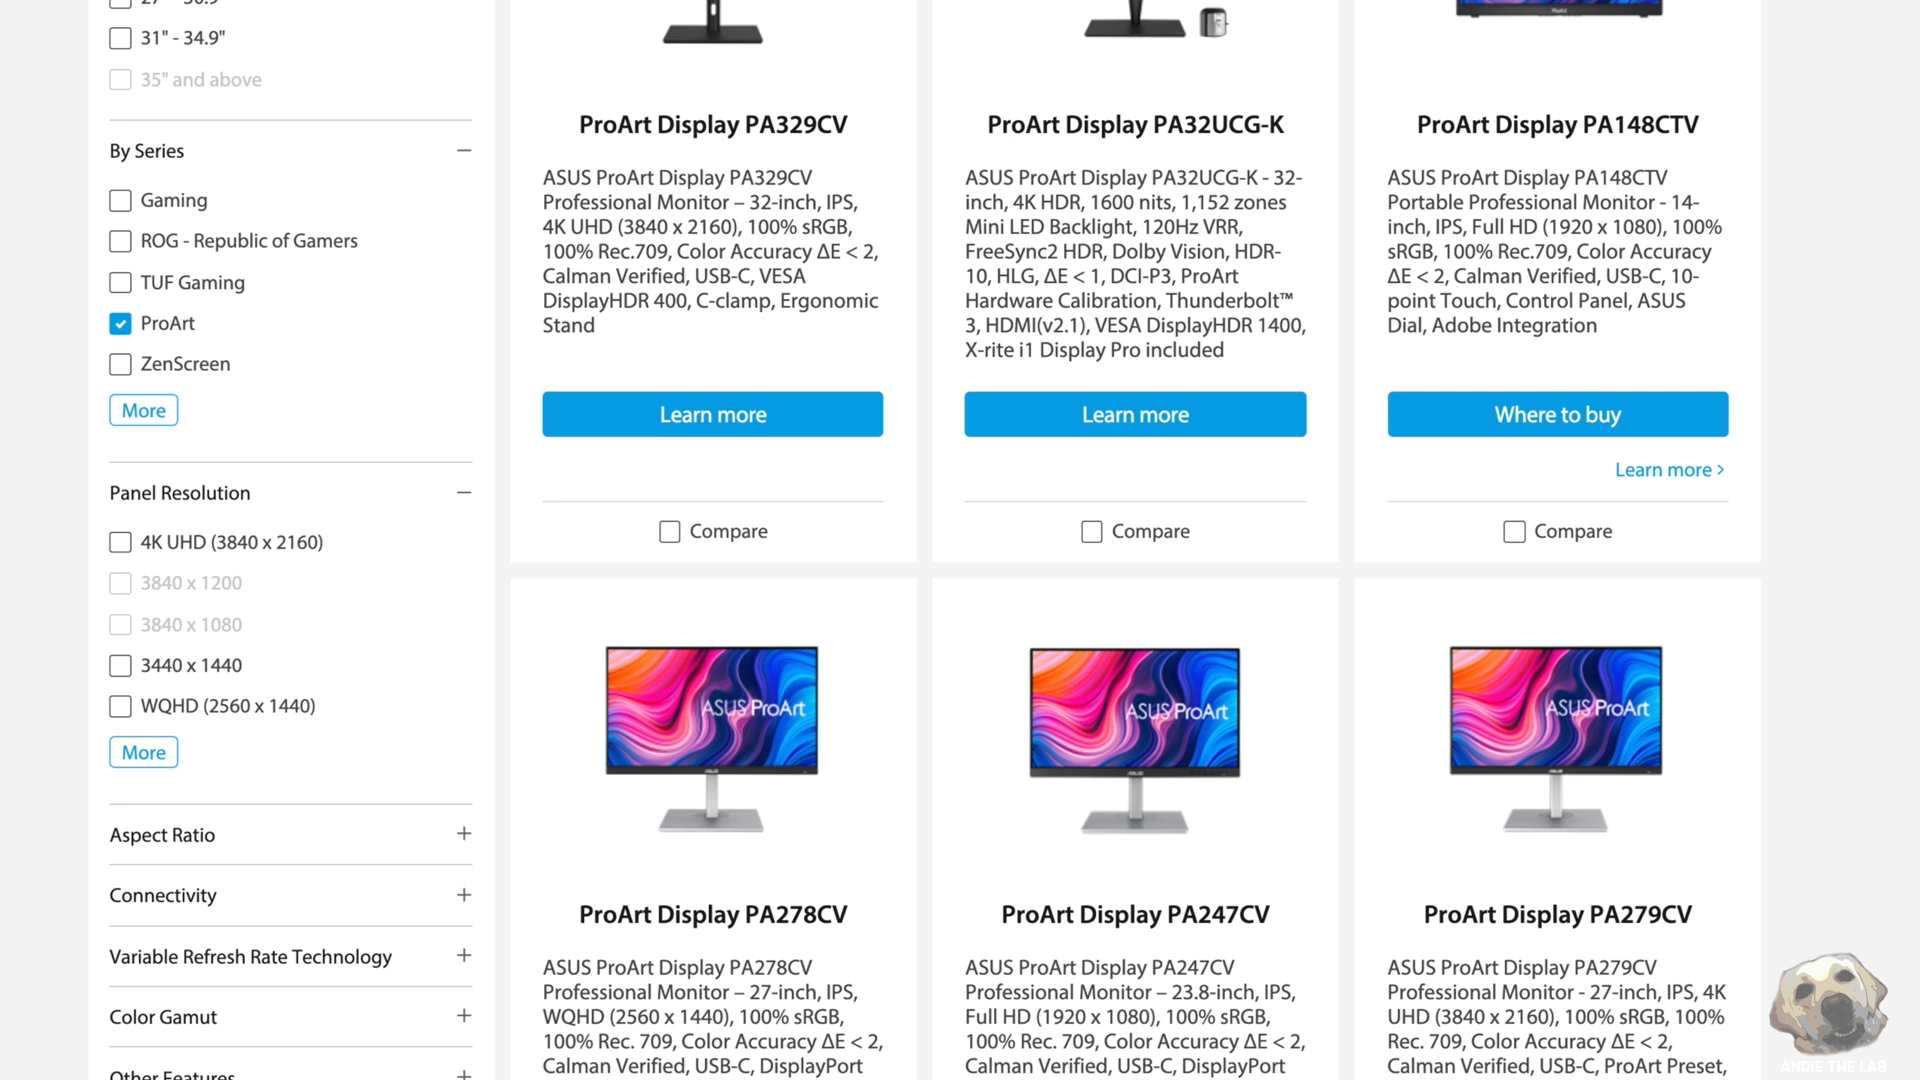 31" - 34.9"
35" and above
By Series
Gaming
ROG - Republic of Gamers
TUF Gaming
ProArt
ZenScreen
More
Panel Resolution
4K UHD (3840 x 2160)
3840 x 1200
3840 x 1080
3440 x 1440
WQHD (2560 x 1440)
More
Aspect Ratio
Connectivity
Variable Refresh Rate Technology
Color Gamut
Other Features
ProArt Display PA329CV
ASUS ProArt Display PA329CV
Professional Monitor – 32-inch, IPS,
4K UHD (3840 x 2160), 100% sRGB,
100% Rec.709, Color Accuracy ΔE < 2,
Calman Verified, USB-C, VESA
DisplayHDR 400, C-clamp, Ergonomic
Stand
Learn more
Compare
ProArt
ProArt Display PA32UCG-K
ASUS ProArt Display PA32UCG-K - 32-
inch, 4K HDR, 1600 nits, 1,152 zones
Mini LED Backlight, 120Hz VRR,
FreeSync2 HDR, Dolby Vision, HDR-
10, HLG, ΔE < 1, DCI-P3, ProArt
Hardware Calibration, Thunderbolt™
3, HDMI(v2.1), VESA DisplayHDR 1400,
X-rite i1 Display Pro included
Learn more
Compare
ProArt Display PA148CTV
ASUS ProArt Display PA148CTV
Portable Professional Monitor - 14-
inch, IPS, Full HD (1920 x 1080), 100%
sRGB, 100% Rec.709, Color Accuracy
ΔE < 2, Calman Verified, USB-C, 10-
point Touch, Control Panel, ASUS
Dial, Adobe Integration
Where to buy
Learn more >
Compare
ASUS ProArt
ProArt Display PA278CV
ASUS ProArt Display PA278CV
Professional Monitor – 27-inch, IPS,
WQHD (2560 x 1440), 100% sRGB,
100% Rec. 709, Color Accuracy ΔE < 2,
Calman Verified, USB-C, DisplayPort
ASUS ProArt
ProArt Display PA247CV
ASUS ProArt Display PA247CV
Professional Monitor – 23.8-inch, IPS,
Full HD (1920 x 1080), 100% sRGB,
100% Rec. 709, Color Accuracy ΔE < 2,
Calman Verified, USB-C, DisplayPort
ASUS ProArt
ProArt Display PA279CV
ASUS ProArt Display PA279CV
Professional Monitor - 27-inch, IPS, 4K
UHD (3840 x 2160), 100% sRGB, 100%
Rec. 709, Color Accuracy ΔE < 2,
Calman Verified, USB-C, ProArt Preset,
ANDIE THE LAB